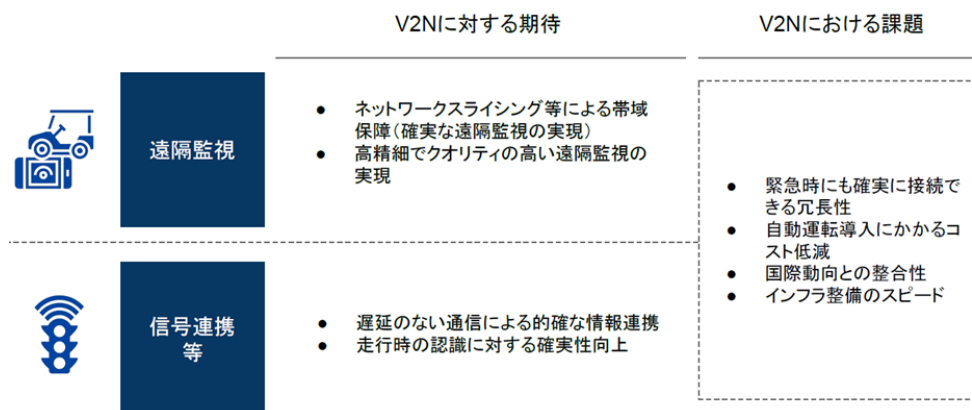 V2Nに対する期待
V2Nにおける課題
遠隔監視
● ネットワークスライシング等による帯域
保障(確実な遠隔監視の実現)
● 高精細でクオリティの高い遠隔監視の
実現
信号連携
等
● 遅延のない通信による的確な情報連携
● 走行時の認識に対する確実性向上
● 緊急時にも確実に接続で
きる冗長性
● 自動運転導入にかかるコ
スト低減
● 国際動向との整合性
● インフラ整備のスピード